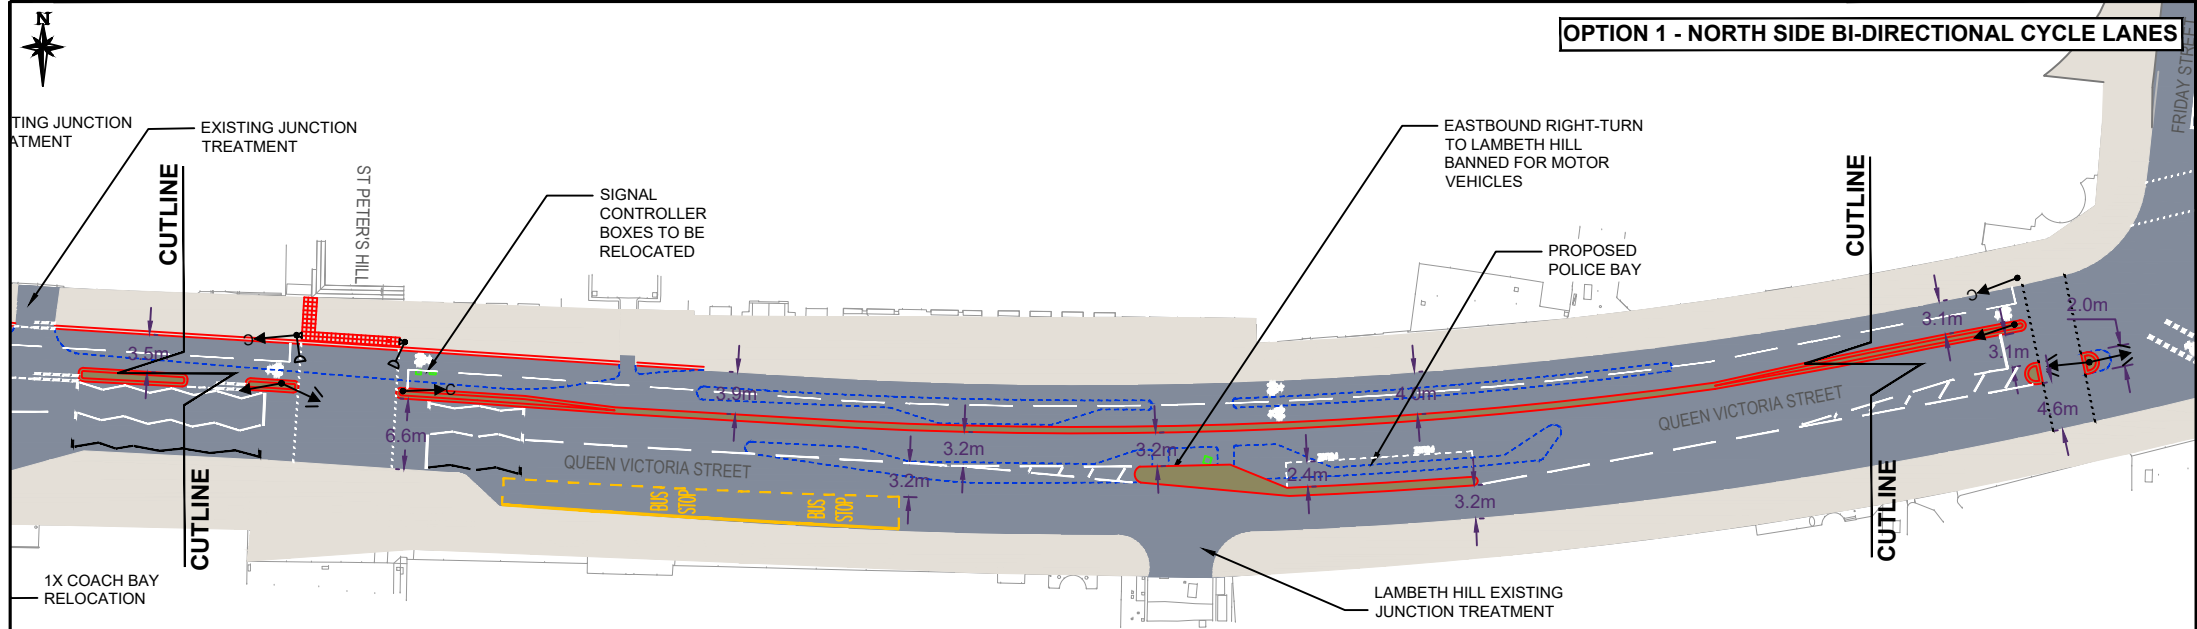 N
OPTION 1 - NORTH SIDE BI-DIRECTIONAL CYCLE LANES
TING JUNCTION
ATMENT
EXISTING JUNCTION
TREATMENT
CUTLINE
ST PETER'S HILL
SIGNAL
CONTROLLER
BOXES TO BE
RELOCATED
EASTBOUND RIGHT-TURN
TO LAMBETH HILL
BANNED FOR MOTOR
VEHICLES
PROPOSED
POLICE BAY
CUTLINE
FRIDAY STREET
3.5m
3.9m
4.0m
3.1m
3.1m
2.0m
4.6m
6.6m
3.2m
3.2m
3.2m
2.4m
3.2m
QUEEN VICTORIA STREET
QUEEN VICTORIA STREET
BUS
STOP
BUS
STOP
CUTLINE
CUTLINE
1X COACH BAY
RELOCATION
LAMBETH HILL EXISTING
JUNCTION TREATMENT